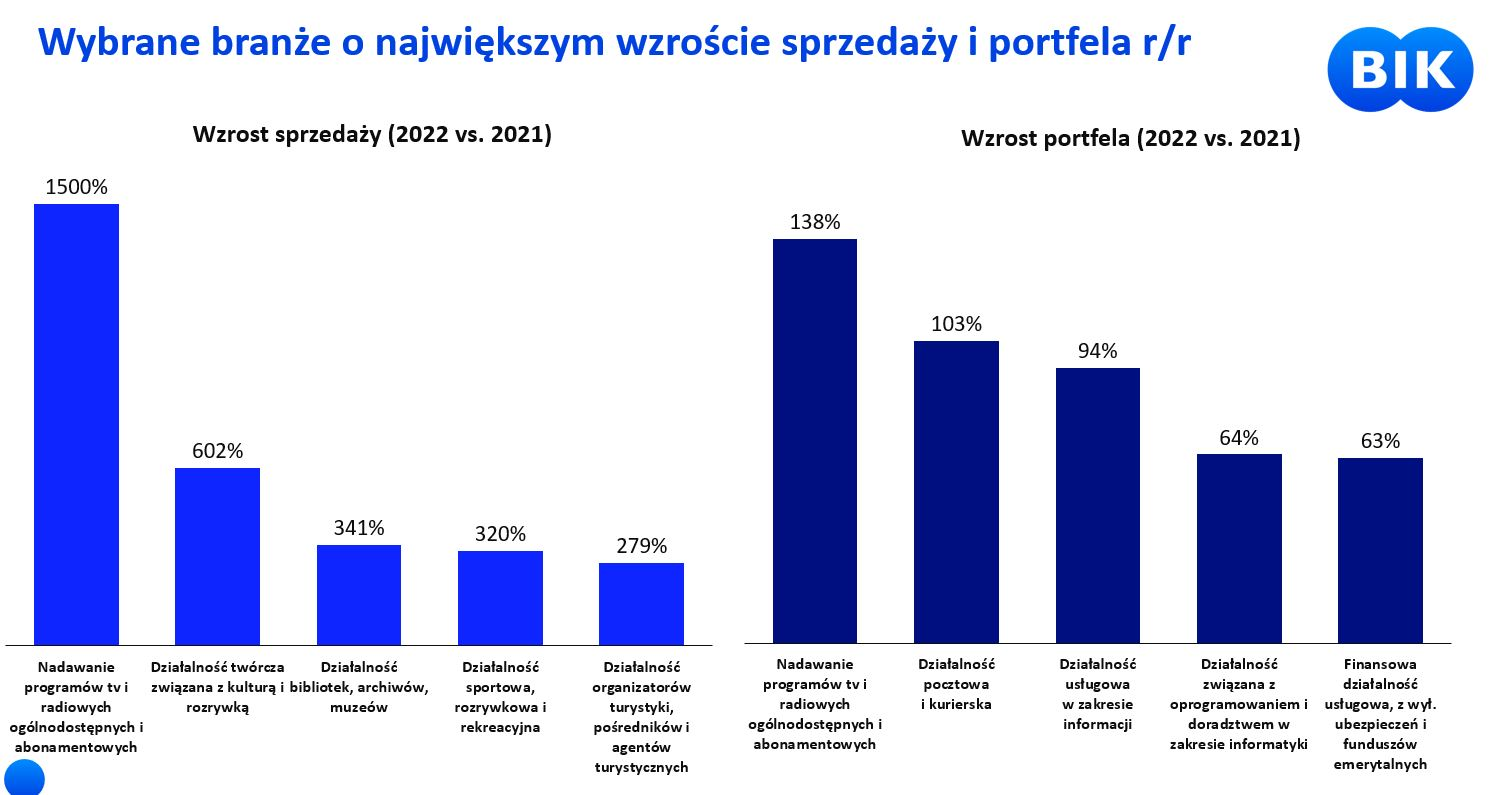 Wybrane branże o największym wzroście sprzedaży i portfela r/r
BIK
Wzrost sprzedaży (2022 vs. 2021)
1500%
602%
341%
320%
279%
Nadawanie
programów tv i
radiowych
ogólnodostępnych i
abonamentowych
Działalność twórcza
związana z kulturą i
rozrywką
Działalność
bibliotek, archiwów,
muzeów
Działalność
sportowa,
rozrywkowa i
rekreacyjna
Działalność
organizatorów
turystyki,
pośredników i
agentów
turystycznych
Wzrost portfela (2022 vs. 2021)
138%
103%
94%
64%
63%
Nadawanie
programów tv i
radiowych
ogólnodostępnych i
abonamentowych
Działalność
pocztowa
i kurierska
Działalność
usługowa
w zakresie
informacji
Działalność
związana z
oprogramowaniem i
doradztwem w
zakresie informatyki
Finansowa
działalność
usługowa, z wył.
ubezpieczeń i
funduszów
emerytalnych